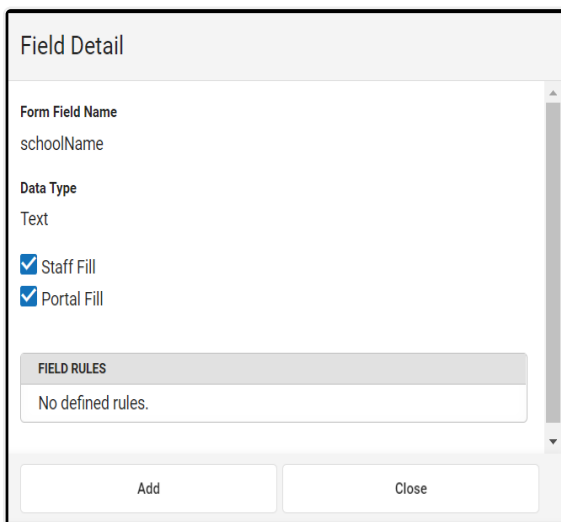 Field Detail
Form Field Name
schoolName
Data Type
Text
Staff Fill
Portal Fill
FIELD RULES
No defined rules.
Add Close